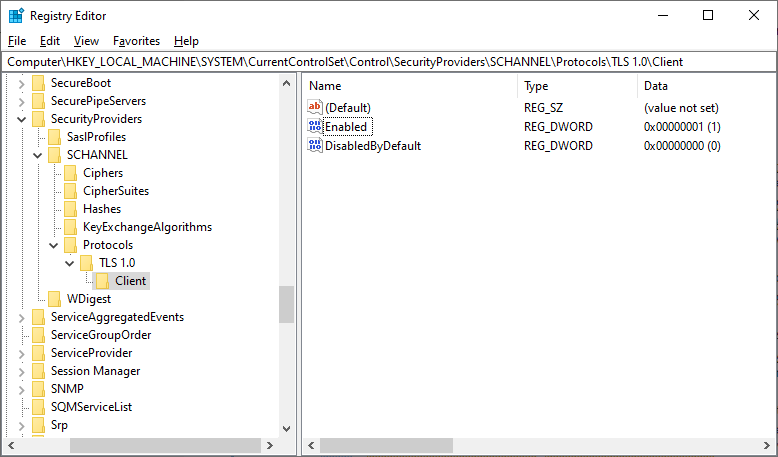 Registry Editor
File Edit View Favorites Help
Computer\HKEY_LOCAL_MACHINE\SYSTEM\CurrentControlSet\Control\SecurityProviders\SCHANNEL\Protocols\TLS 1.0\Client
SecureBoot
SecurePipeServers
SecurityProviders
SaslProfiles
SCHANNEL
Ciphers
CipherSuites
Hashes
KeyExchangeAlgorithms
Protocols
TLS 1.0
Client
WDigest
ServiceAggregatedEvents
ServiceGroupOrder
ServiceProvider
Session Manager
SNMP
SQMServiceList
Srp
Name Type Data
ab (Default) REG_SZ (value not set)
Enabled REG_DWORD 0x00000001 (1)
DisabledByDefault REG_DWORD 0x00000000 (0)